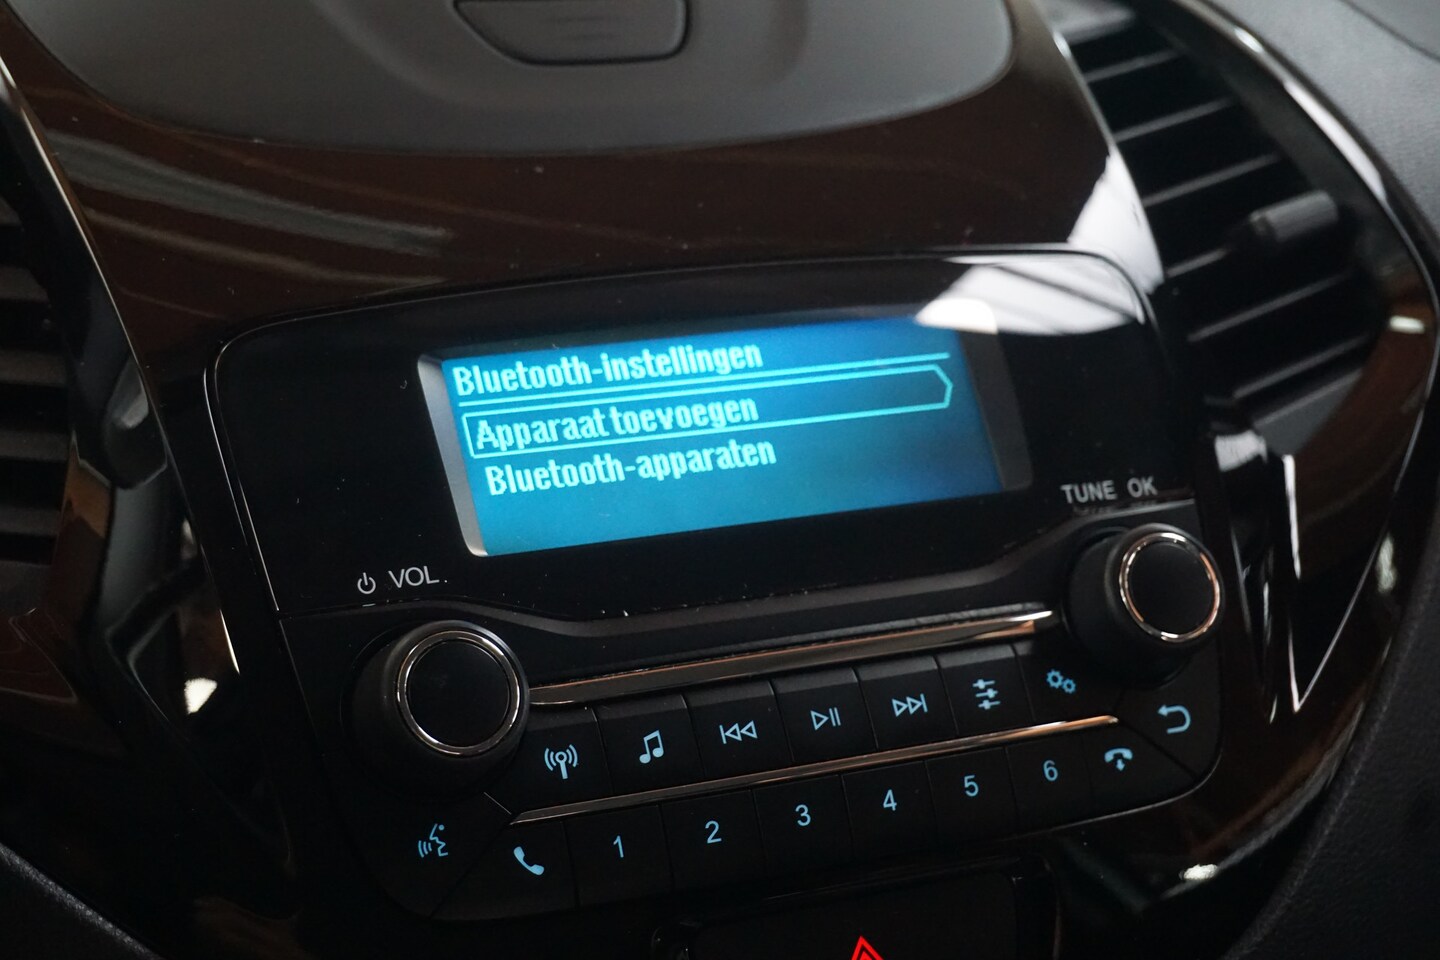 Bluetooth-instellingen
Apparaat toevoegen
Bluetooth-apparaten
TUNE OK
VOL.
1 2 3 4 5 6